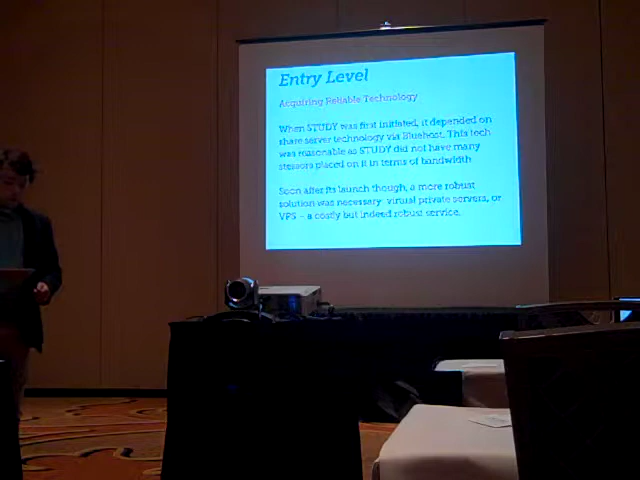 Entry Level
Acquiring Reliable Technology
When STUDY was first initiated, it depended on
share server technology via Bluehost. This tech
was reasonable as STUDY did not have many
stessors placed on it in terms of bandwidth.
Soon after its launch though, a more robust
solution was necessary virtual private servers, or
VPS – a costly but indeed robust service.